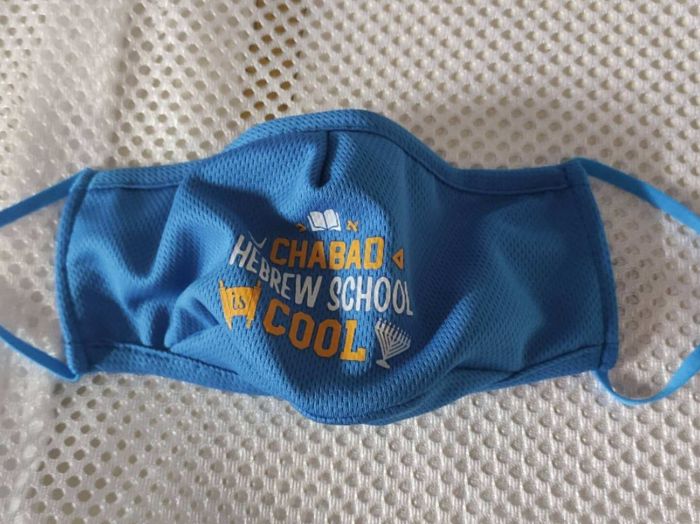 א
CHABAD
HEBREW SCHOOL
is COOL